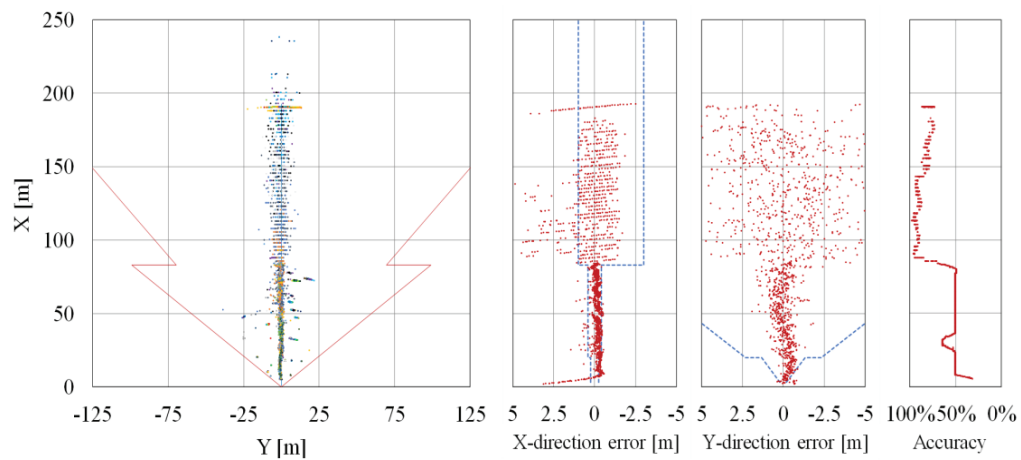 250
200
150
100
50
0
X [m]
-125 -75 -25 25 75 125
Y [m]
5 2.5 0 -2.5 -5
X-direction error [m]
5 2.5 0 -2.5 -5
Y-direction error [m]
100% 50% 0%
Accuracy